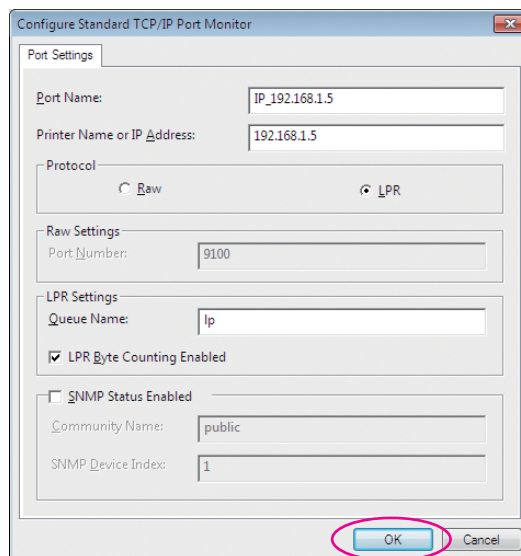 Configure Standard TCP/IP Port Monitor
Port Settings
Port Name: IP_192.168.1.5
Printer Name or IP Address: 192.168.1.5
Protocol
Raw LPR
Raw Settings
Port Number: 9100
LPR Settings
Queue Name: lp
LPR Byte Counting Enabled
SNMP Status Enabled
Community Name: public
SNMP Device Index: 1
OK Cancel